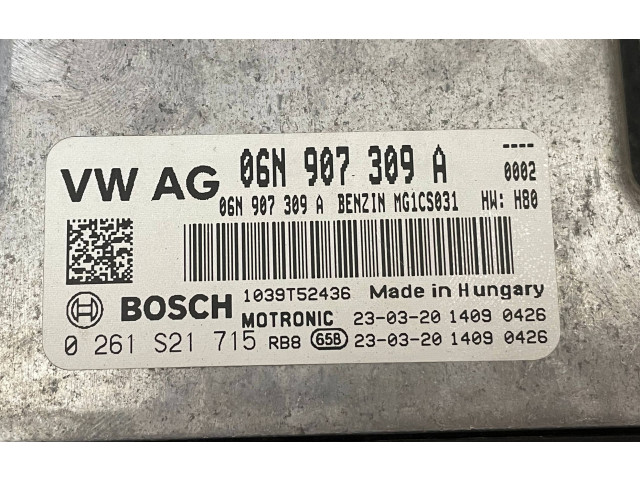 VW AG 06N 907 309 A ----
0002
06N 907 309 A BENZIN MG1CS031 HW: H80
BOSCH 1039T52436 Made in Hungary
MOTRONIC 23-03-20 1409 0426
0 261 S21 715 RB8 65B 23-03-20 1409 0426